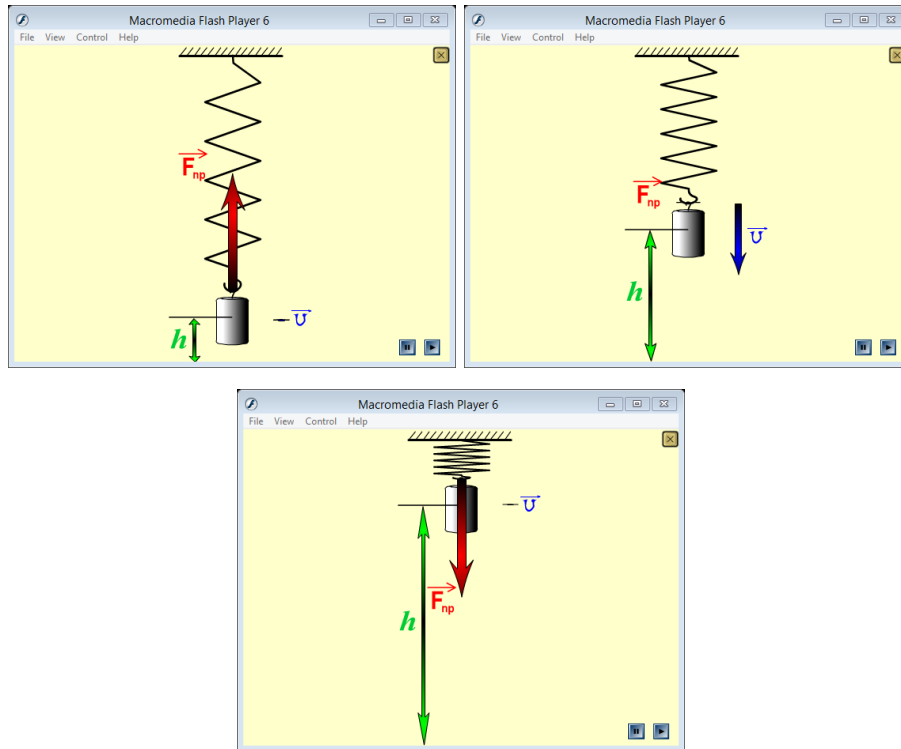 Macromedia Flash Player 6
File View Control Help
F пр
υ
h
Macromedia Flash Player 6
File View Control Help
F пр
υ
h
Macromedia Flash Player 6
File View Control Help
υ
F пр
h